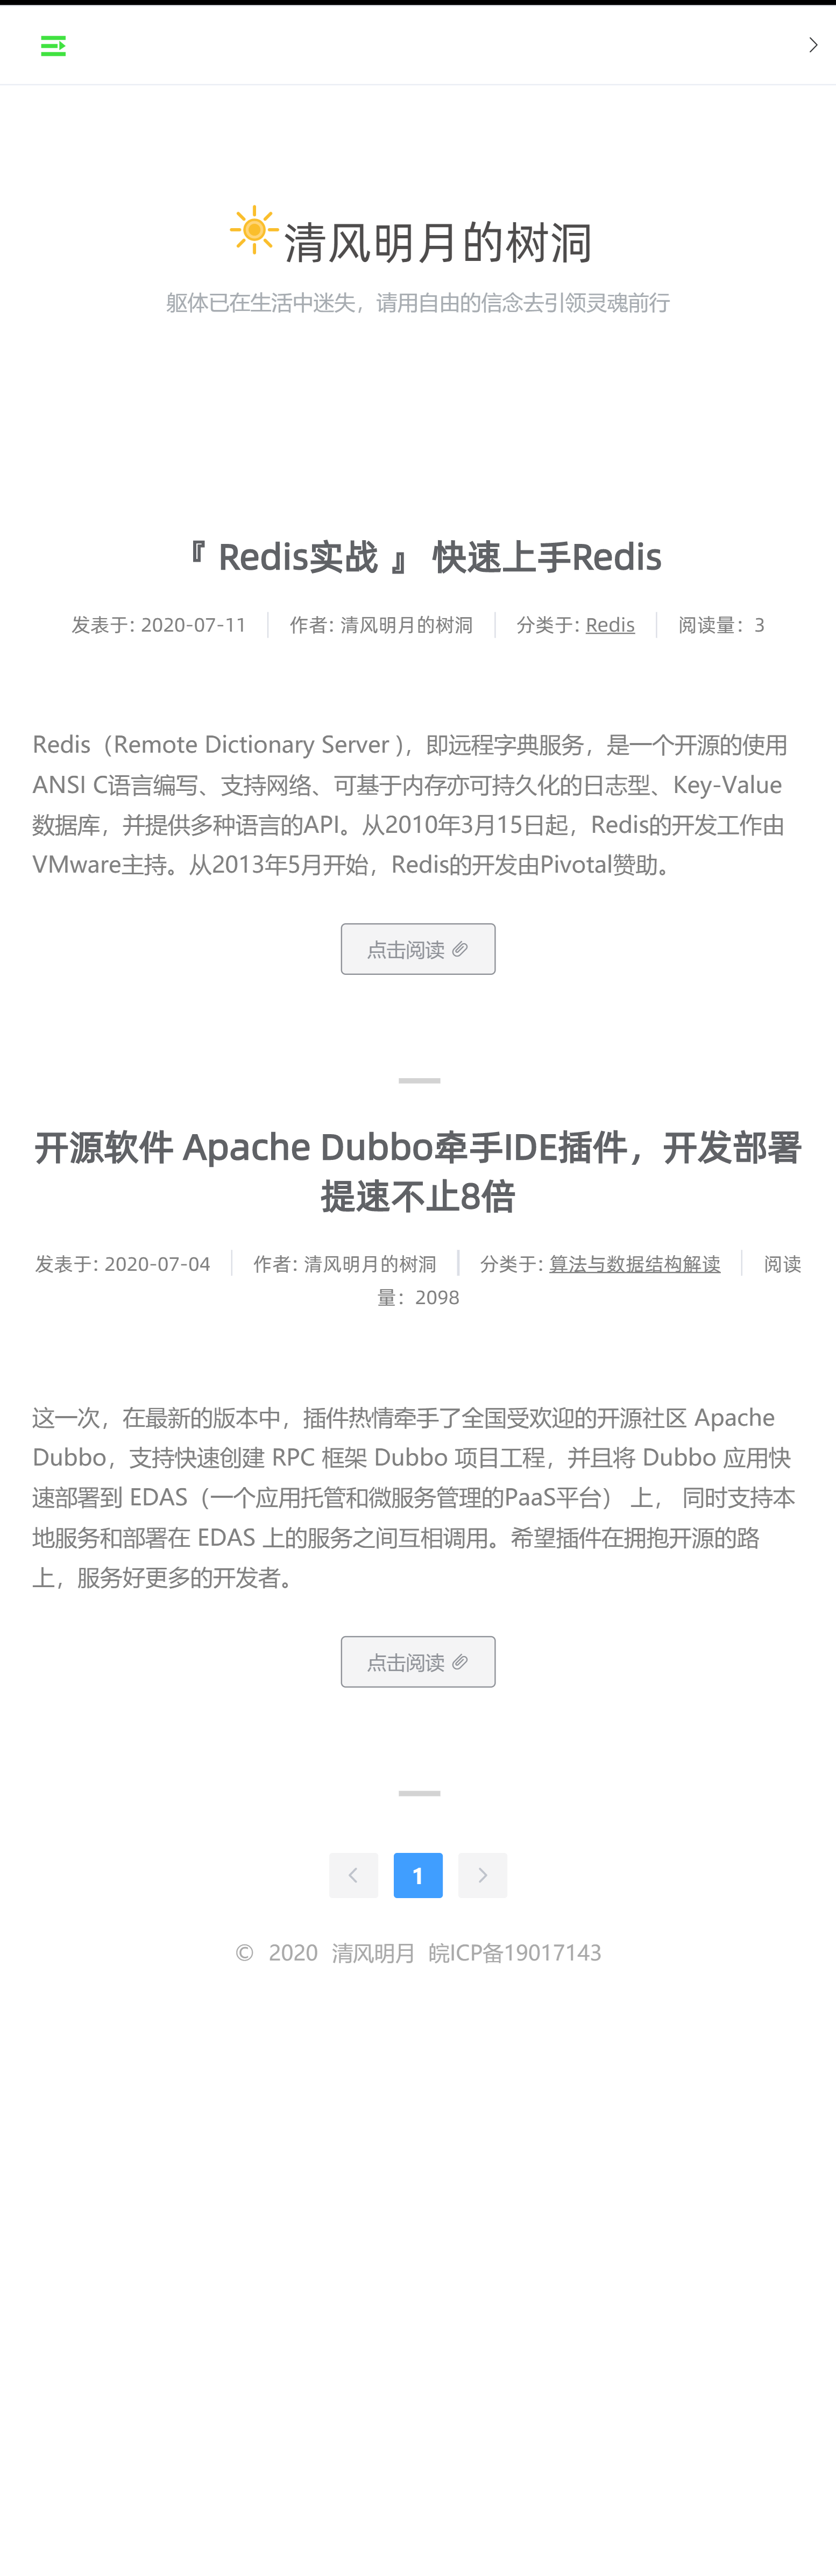 清风明月的树洞
躯体已在生活中迷失，请用自由的信念去引领灵魂前行
『 Redis实战 』 快速上手Redis
发表于: 2020-07-11 作者: 清风明月的树洞 分类于: Redis 阅读量：3
Redis（Remote Dictionary Server )，即远程字典服务，是一个开源的使用
ANSI C语言编写、支持网络、可基于内存亦可持久化的日志型、Key-Value
数据库，并提供多种语言的API。从2010年3月15日起，Redis的开发工作由
VMware主持。从2013年5月开始，Redis的开发由Pivotal赞助。
点击阅读
开源软件 Apache Dubbo牵手IDE插件，开发部署
提速不止8倍
发表于: 2020-07-04 作者: 清风明月的树洞 分类于: 算法与数据结构解读 阅读
量：2098
这一次，在最新的版本中，插件热情牵手了全国受欢迎的开源社区 Apache
Dubbo，支持快速创建 RPC 框架 Dubbo 项目工程，并且将 Dubbo 应用快
速部署到 EDAS（一个应用托管和微服务管理的PaaS平台） 上， 同时支持本
地服务和部署在 EDAS 上的服务之间互相调用。希望插件在拥抱开源的路
上，服务好更多的开发者。
点击阅读
1
© 2020 清风明月 皖ICP备19017143